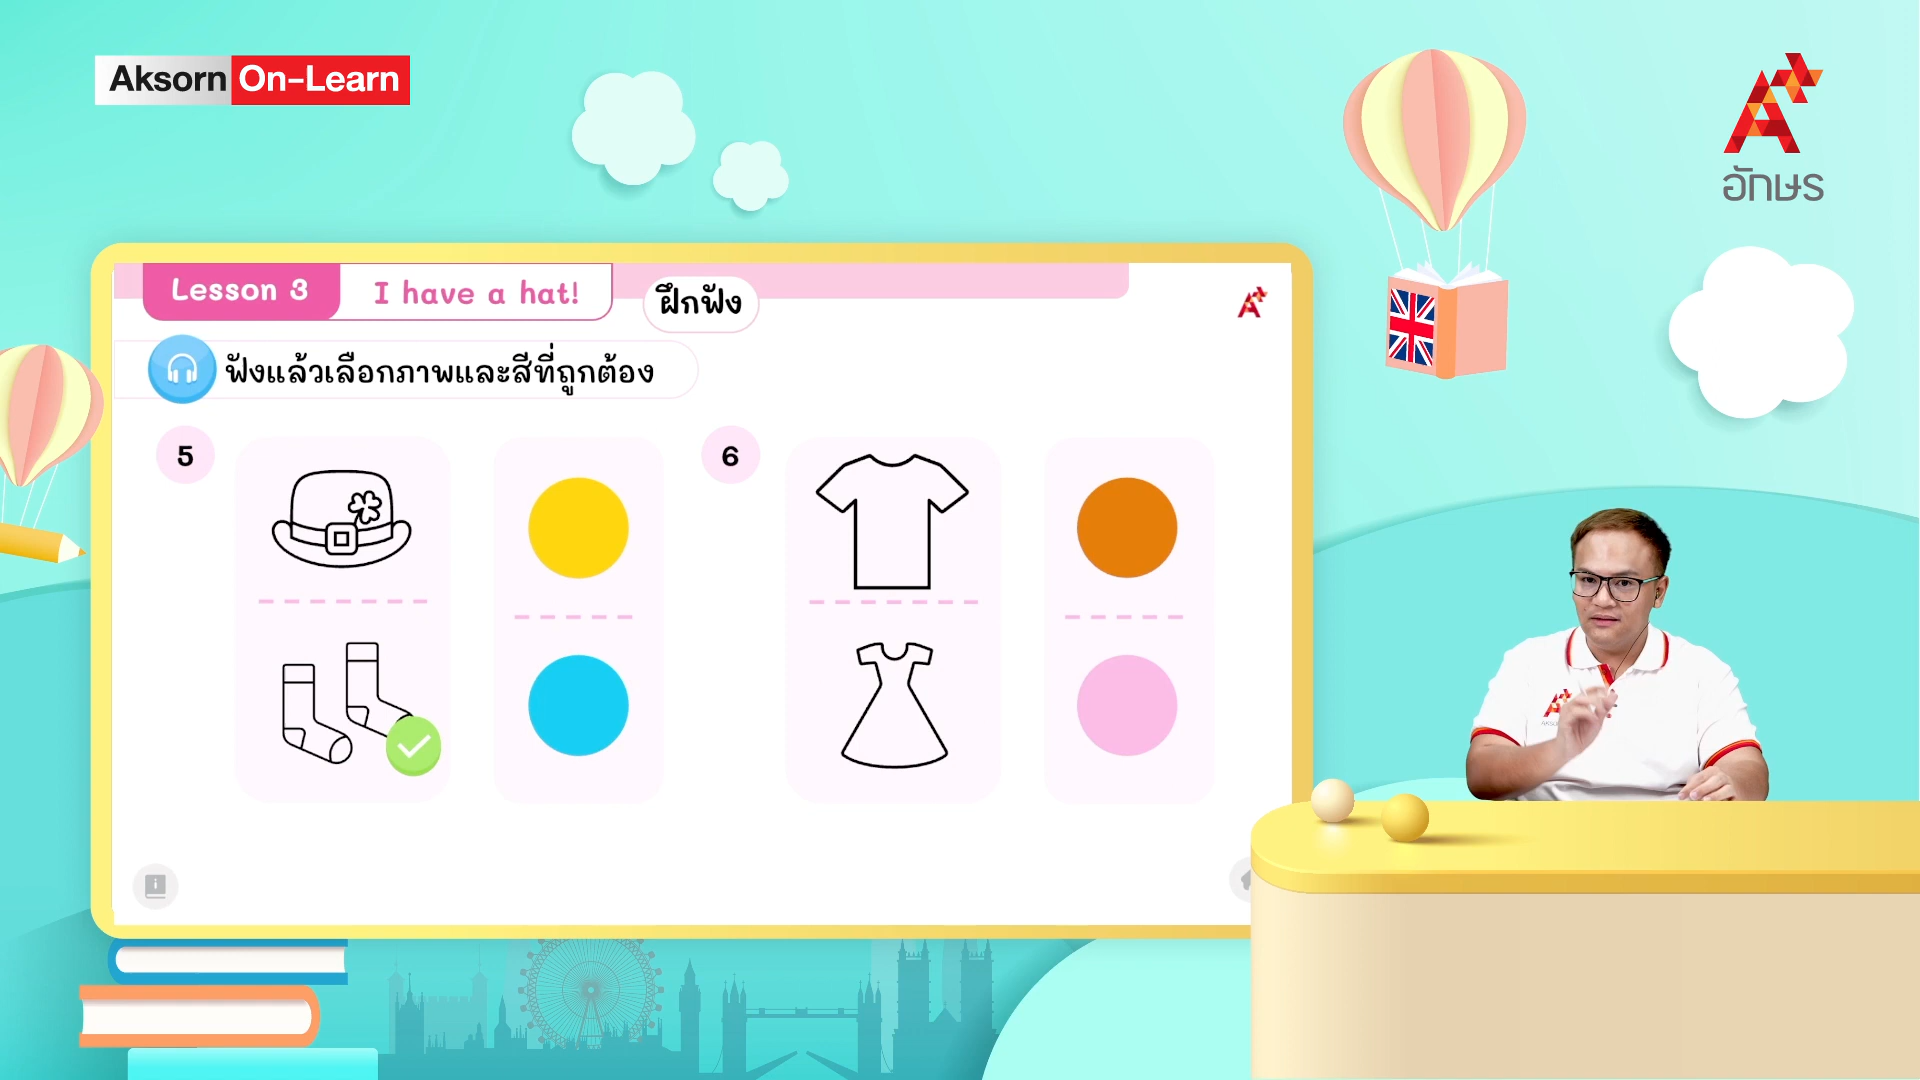 Aksorn On-Learn
อักษร
Lesson 3
I have a hat!
ฝึกฟัง
ฟังแล้วเลือกภาพและสีที่ถูกต้อง
5
6